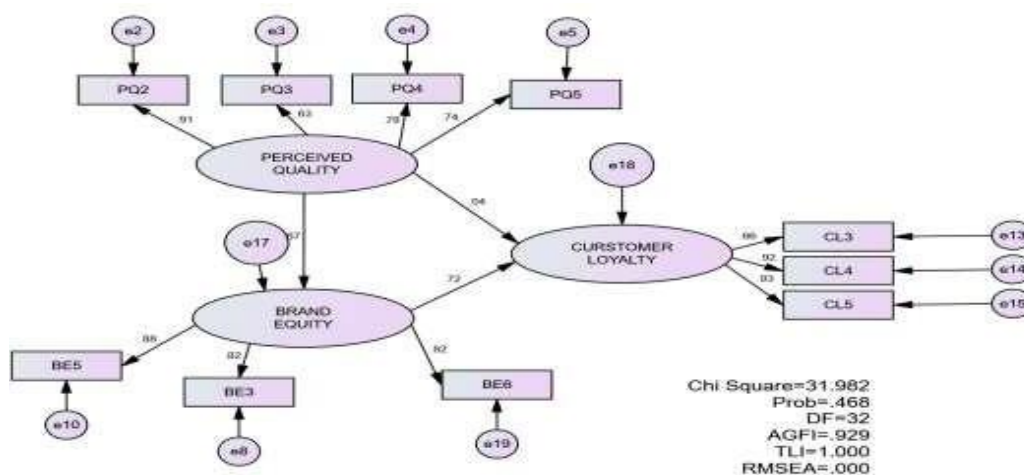 e2
e3
e4
e5
PQ2
PQ3
PQ4
PQ5
91
63
78
74
PERCEIVED
QUALITY
e18
04
e17
67
CURSTOMER
LOYALTY
CL3
e13
CL4
e14
CL5
e15
92
93
72
BRAND
EQUITY
88
82
82
BE5
BE3
BE6
e10
e8
e19
Chi Square=31.982
Prob=.468
DF=32
AGFI=.929
TLI=1.000
RMSEA=.000